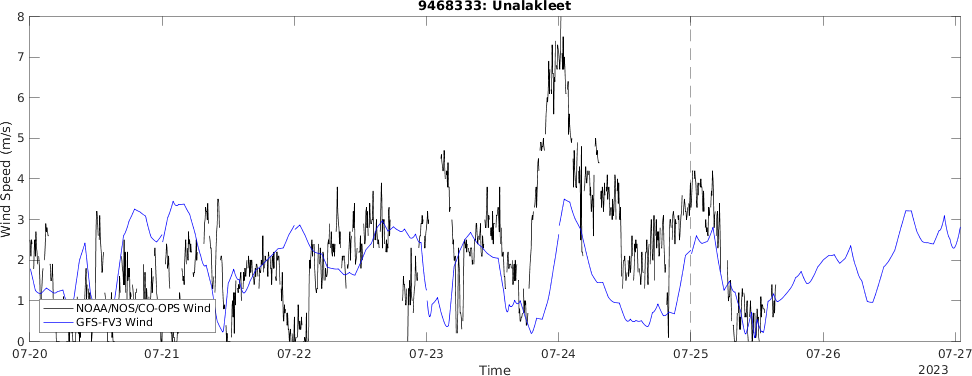 9468333: Unalakleet
8
7
6
5
4
3
2
1
0
Wind Speed (m/s)
NOAA/NOS/CO-OPS Wind
GFS-FV3 Wind
07-20 07-21 07-22 07-23 07-24 07-25 07-26 07-27
Time
2023